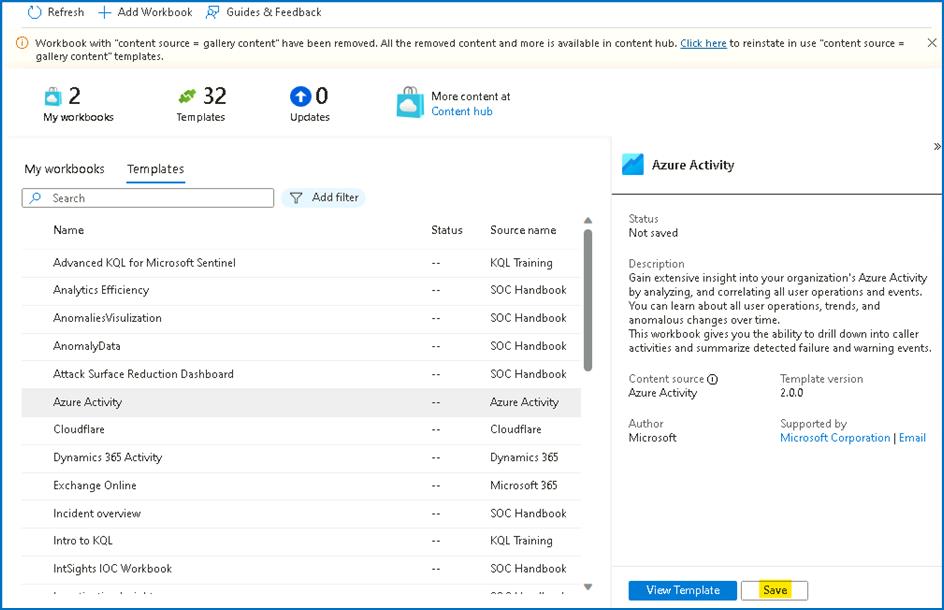 Refresh Add Workbook Guides & Feedback
Workbook with "content source = gallery content" have been removed. All the removed content and more is available in content hub. Click here to reinstate in use "content source =
gallery content" templates.
2 32 0 More content at
My workbooks Templates Updates Content hub
My workbooks Templates
Search Add filter
Name Status Source name
Advanced KQL for Microsoft Sentinel -- KQL Training
Analytics Efficiency -- SOC Handbook
AnomaliesVisulization -- SOC Handbook
AnomalyData -- SOC Handbook
Attack Surface Reduction Dashboard -- SOC Handbook
Azure Activity -- Azure Activity
Cloudflare -- Cloudflare
Dynamics 365 Activity -- Dynamics 365
Exchange Online -- Microsoft 365
Incident overview -- SOC Handbook
Intro to KQL -- KQL Training
IntSights IOC Workbook -- SOC Handbook
Azure Activity
Status
Not saved
Description
Gain extensive insight into your organization's Azure Activity
by analyzing, and correlating all user operations and events.
You can learn about all user operations, trends, and
anomalous changes over time.
This workbook gives you the ability to drill down into caller
activities and summarize detected failure and warning events.
Content source Template version
Azure Activity 2.0.0
Author Supported by
Microsoft Microsoft Corporation | Email
View Template Save